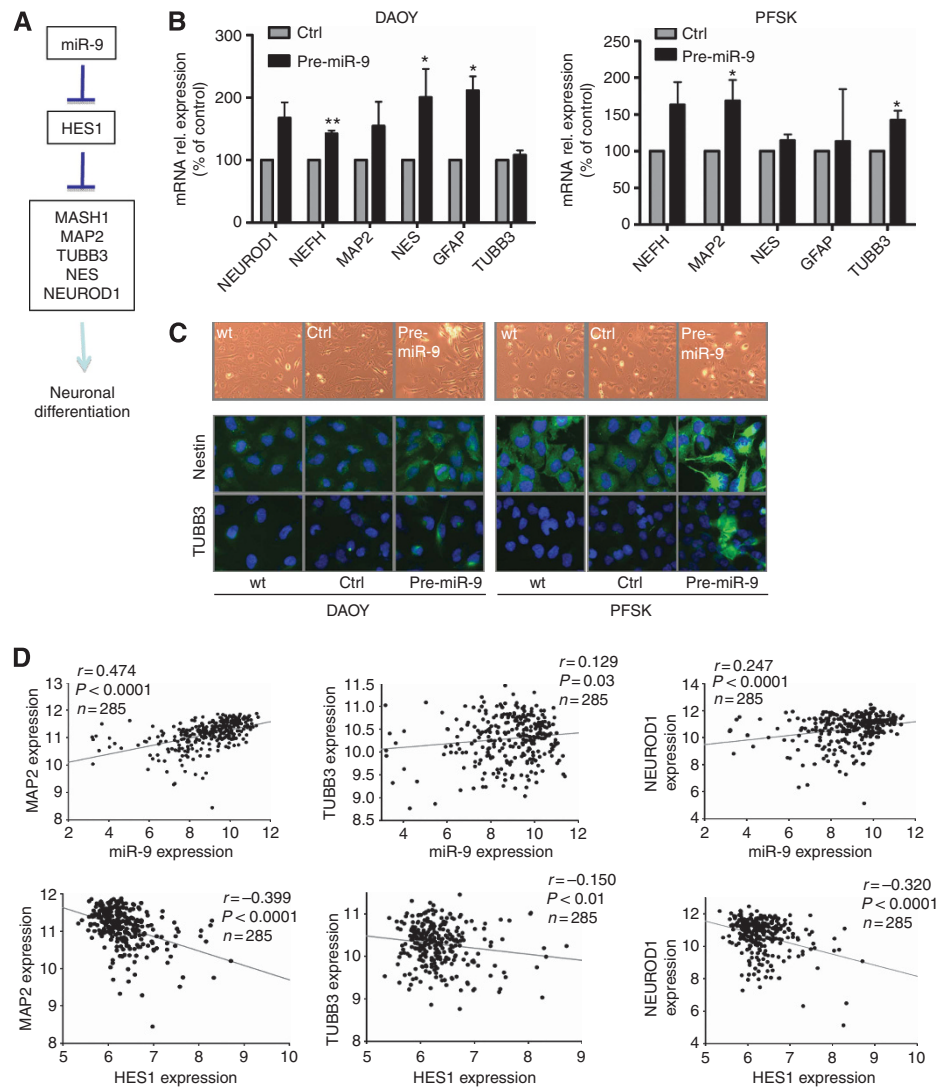 A
miR-9
HES1
MASH1
MAP2
TUBB3
NES
NEUROD1
Neuronal
differentiation
B
DAOY
mRNA rel. expression
(% of control)
300
200
100
0
Ctrl
Pre-miR-9
**
*
*
NEUROD1
NEFH
MAP2
NES
GFAP
TUBB3
PFSK
mRNA rel. expression
(% of control)
250
200
150
100
50
0
Ctrl
Pre-miR-9
*
*
NEFH
MAP2
NES
GFAP
TUBB3
C
wt
Ctrl
Pre-
miR-9
wt
Ctrl
Pre-
miR-9
Nestin
TUBB3
wt
Ctrl
Pre-miR-9
wt
Ctrl
Pre-miR-9
DAOY
PFSK
D
r=0.474
P<0.0001
n=285
MAP2 expression
13
12
11
10
9
8
2 4 6 8 10 12
miR-9 expression
r=0.129
P=0.03
n=285
TUBB3 expression
11.5
11.0
10.5
10.0
9.5
9.0
8.5
4 6 8 10 12
miR-9 expression
r=0.247
P<0.0001
n=285
NEUROD1
expression
14
12
10
8
6
4
2 4 6 8 10 12
miR-9 expression
r=–0.399
P<0.0001
n=285
MAP2 expression
12
11
10
9
8
5 6 7 8 9 10
HES1 expression
r=–0.150
P<0.01
n=285
TUBB3 expression
12
11
10
9
8
5 6 7 8 9
HES1 expression
r=–0.320
P<0.0001
n=285
NEUROD1
expression
14
12
10
8
6
4
5 6 7 8 9 10
HES1 expression